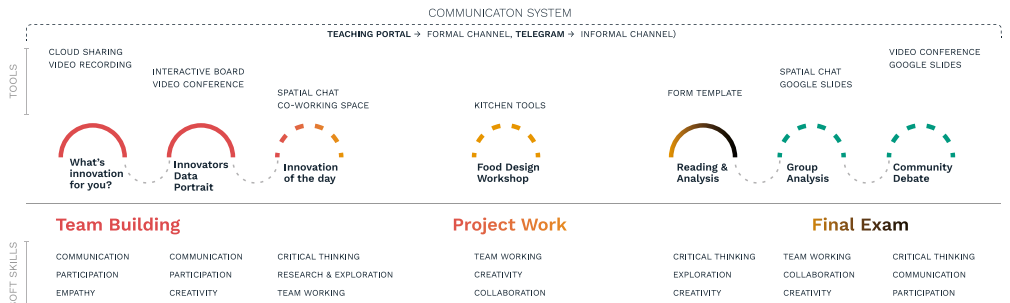 COMMUNICATON SYSTEM
TEACHING PORTAL → FORMAL CHANNEL, TELEGRAM → INFORMAL CHANNEL)
TOOLS
CLOUD SHARING
VIDEO RECORDING
INTERACTIVE BOARD
VIDEO CONFERENCE
SPATIAL CHAT
CO-WORKING SPACE
KITCHEN TOOLS
FORM TEMPLATE
SPATIAL CHAT
GOOGLE SLIDES
VIDEO CONFERENCE
GOOGLE SLIDES
What's
innovation
for you?
Innovators
Data
Portrait
Innovation
of the day
Food Design
Workshop
Reading &
Analysis
Group
Analysis
Community
Debate
Team Building
Project Work
Final Exam
SOFT SKILLS
COMMUNICATION
PARTICIPATION
EMPATHY
COMMUNICATION
PARTICIPATION
CREATIVITY
CRITICAL THINKING
RESEARCH & EXPLORATION
TEAM WORKING
TEAM WORKING
CREATIVITY
COLLABORATION
CRITICAL THINKING
EXPLORATION
CREATIVITY
TEAM WORKING
COLLABORATION
CREATIVITY
CRITICAL THINKING
COMMUNICATION
PARTICIPATION